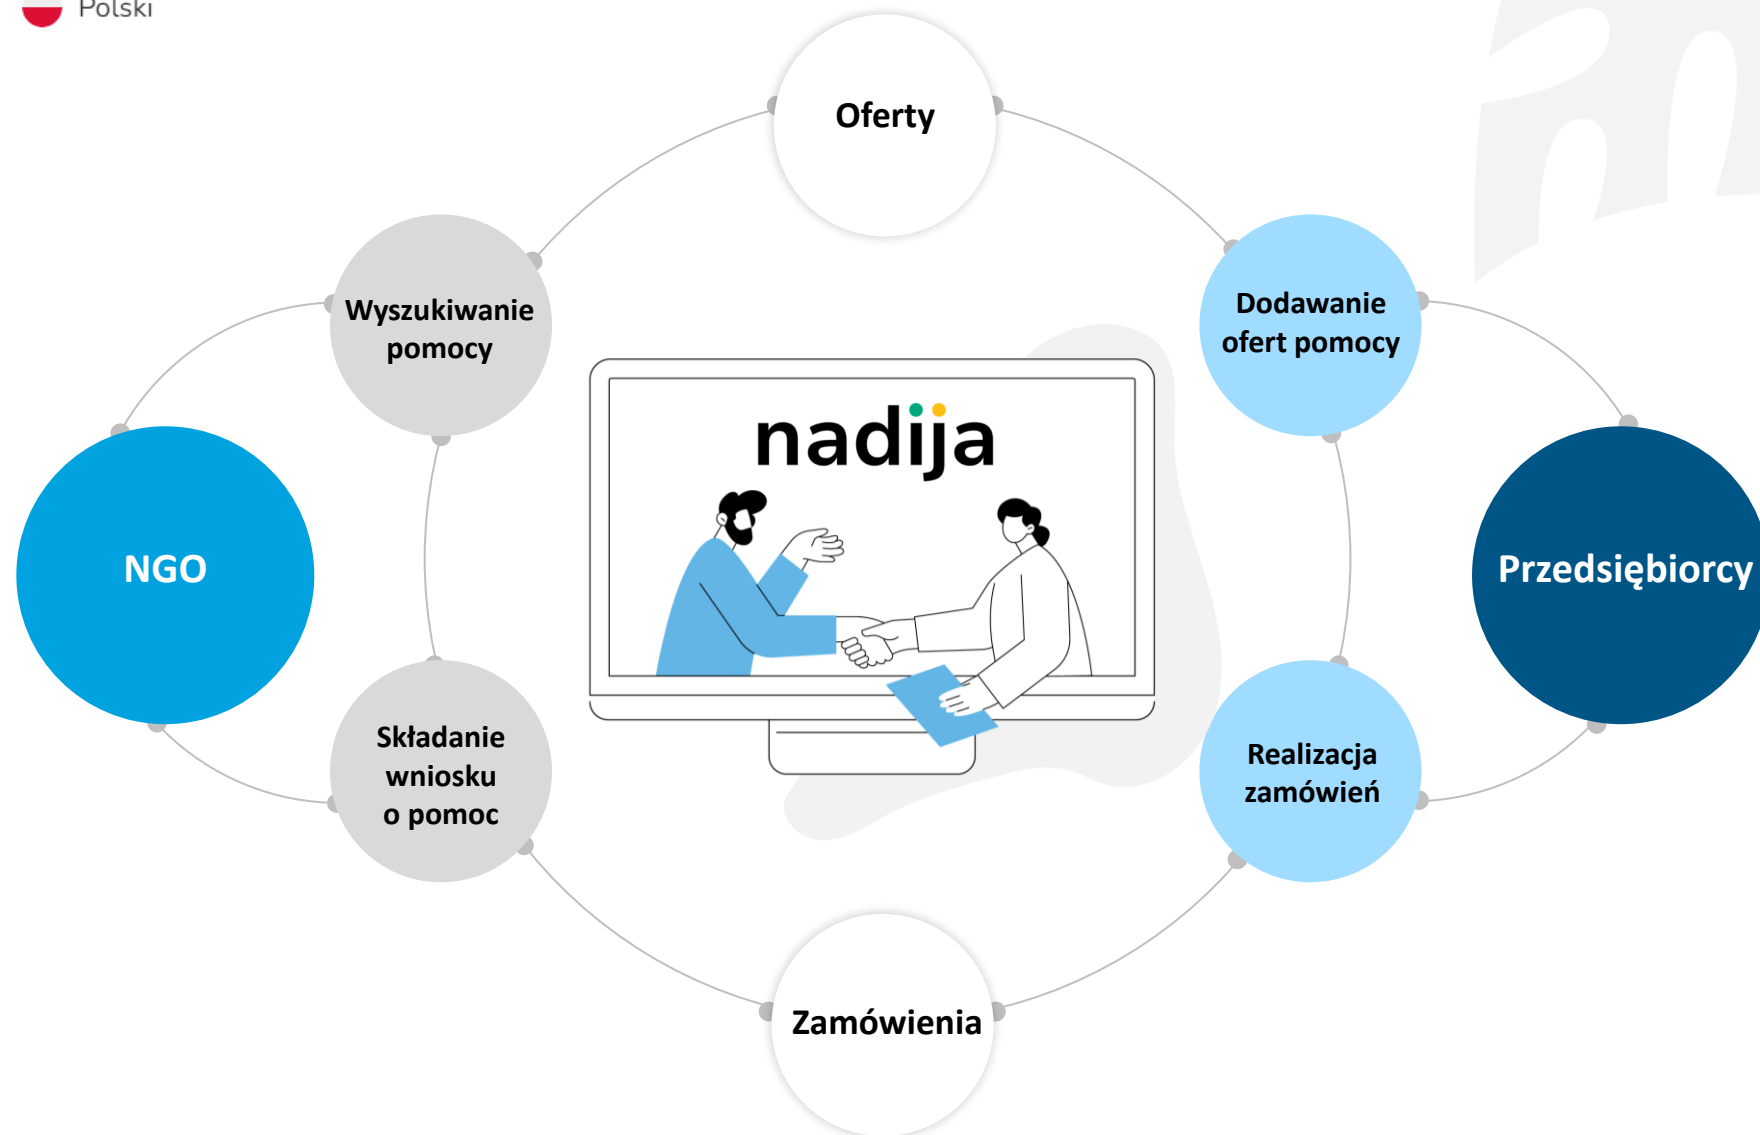 Polski
Oferty
Wyszukiwanie
pomocy
Dodawanie
ofert pomocy
nadija
NGO
Przedsiębiorcy
Składanie
wniosku
o pomoc
Realizacja
zamówień
Zamówienia